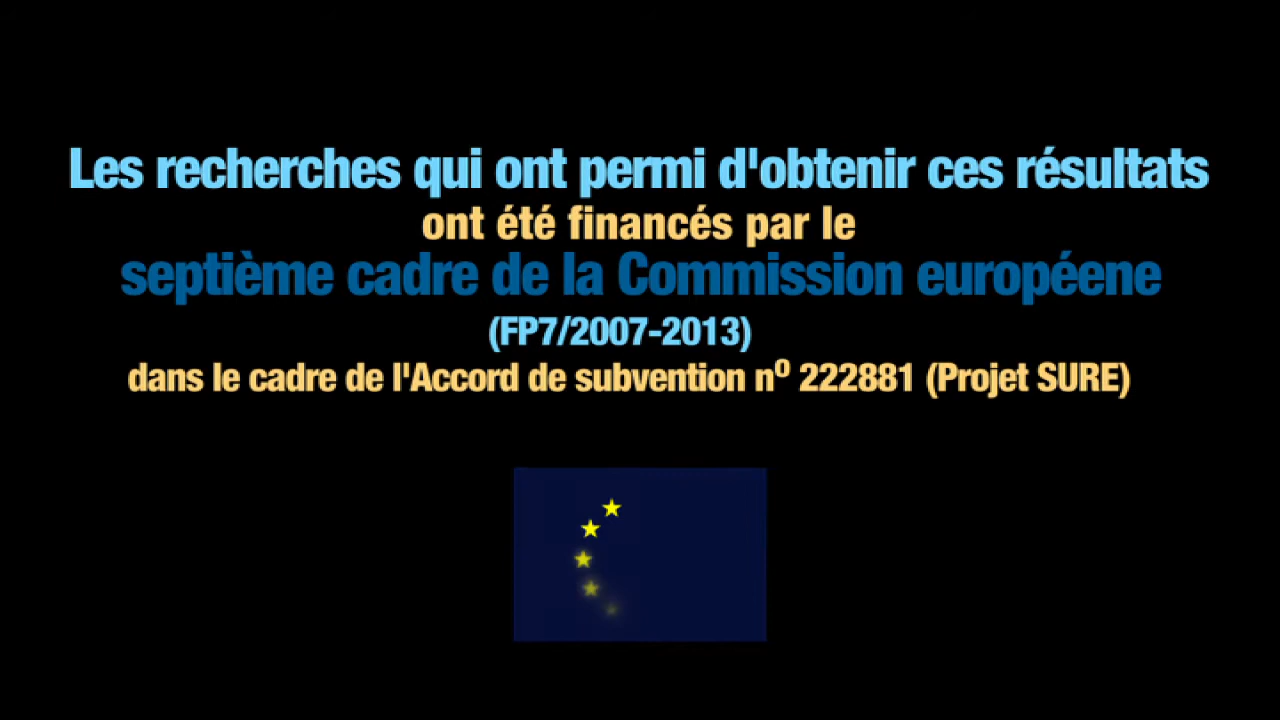 Les recherches qui ont permi d'obtenir ces résultats
ont été financés par le
septième cadre de la Commission européene
(FP7/2007-2013)
dans le cadre de l'Accord de subvention nº 222881 (Projet SURE)